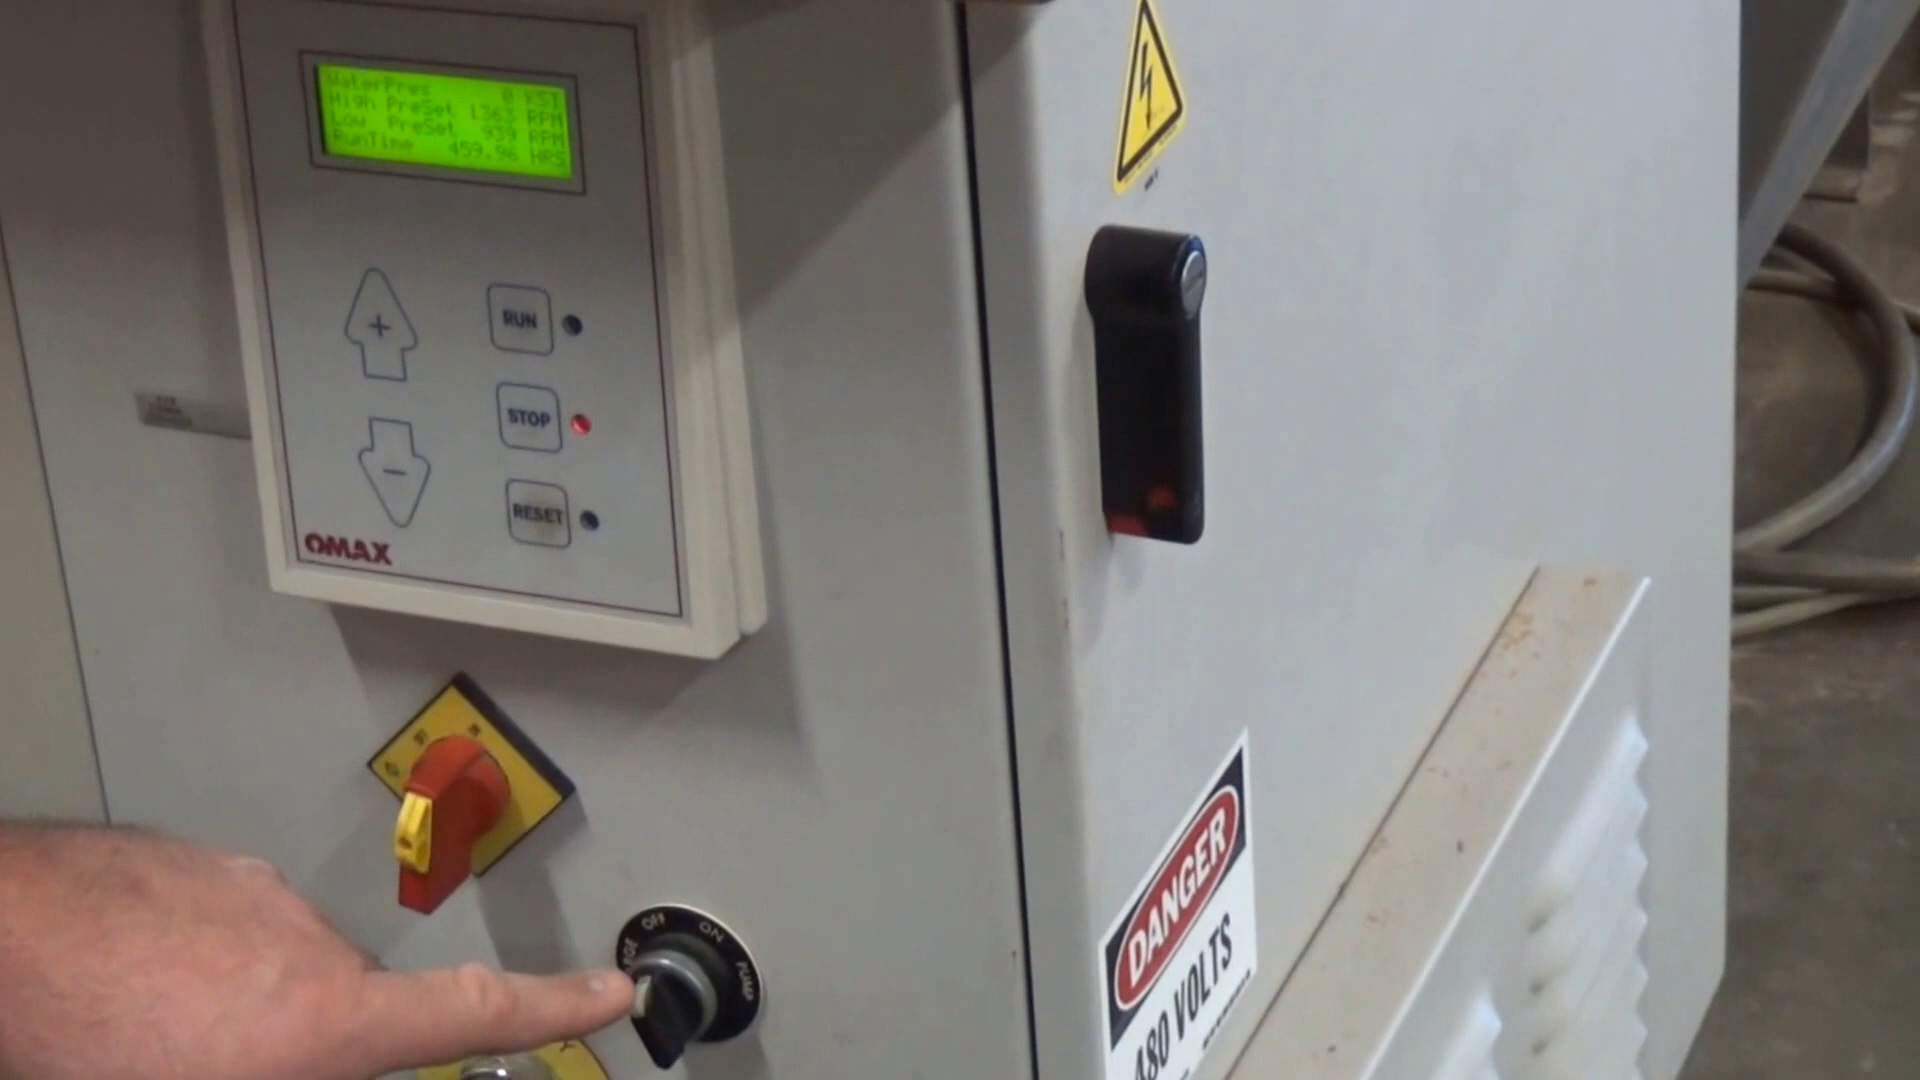 WaterPres 0 KSI
High PreSet 1363 RPM
Low PreSet 939 RPM
RunTime 459.96 HRS
+
RUN
STOP
−
RESET
OMAX
OFF
ON
PUMP
DANGER
480 VOLTS